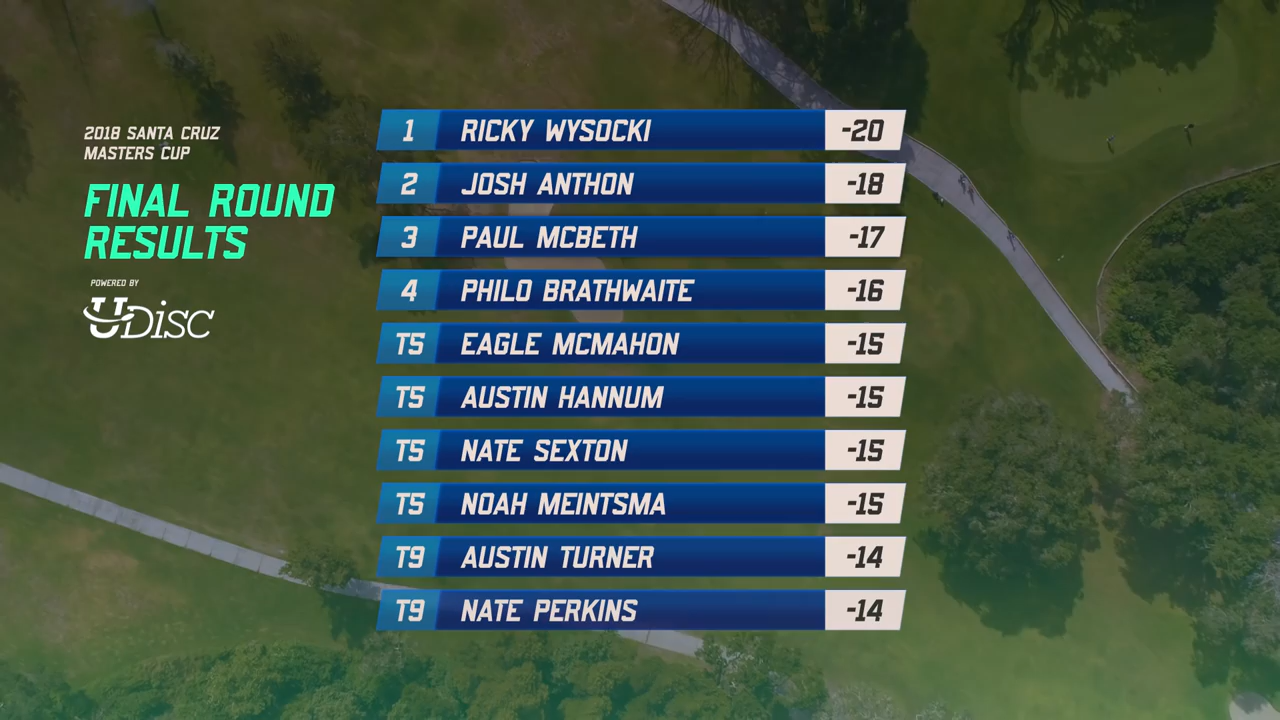 2018 SANTA CRUZ
MASTERS CUP
FINAL ROUND
RESULTS
POWERED BY
UDisc
1 RICKY WYSOCKI -20
2 JOSH ANTHON -18
3 PAUL MCBETH -17
4 PHILO BRATHWAITE -16
T5 EAGLE MCMAHON -15
T5 AUSTIN HANNUM -15
T5 NATE SEXTON -15
T5 NOAH MEINTSMA -15
T9 AUSTIN TURNER -14
T9 NATE PERKINS -14